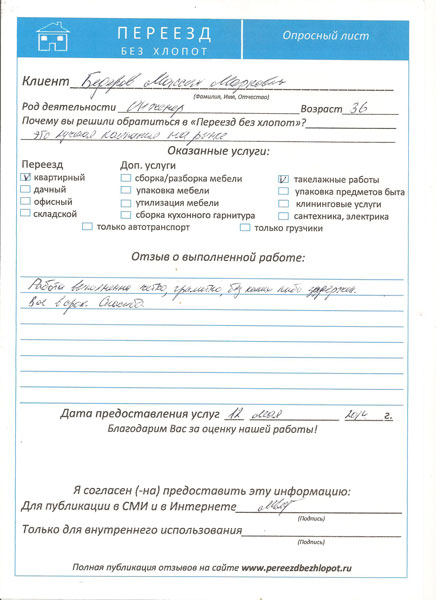 ПЕРЕЕЗД
БЕЗ ХЛОПОТ
Опросный лист
Клиент Бедаров Максим Маркович
(Фамилия, Имя, Отчество)
Род деятельности Инженер Возраст 36
Почему вы решили обратиться в «Переезд без хлопот»?
это лучшая компания на рынке
Оказанные услуги:
Переезд Доп. услуги
квартирный сборка/разборка мебели такелажные работы
дачный упаковка мебели упаковка предметов быта
офисный утилизация мебели клининговые услуги
складской сборка кухонного гарнитура сантехника, электрика
только автотранспорт только грузчики
Отзыв о выполненной работе:
Работа выполнена четко, грамотно, без каких либо задержек.
Все в срок. Спасибо.
Дата предоставления услуг 12 мая 2014 г.
Благодарим Вас за оценку нашей работы!
Я согласен (-на) предоставить эту информацию:
Для публикации в СМИ и в Интернете
(Подпись)
Только для внутреннего использования
(Подпись)
Полная публикация отзывов на сайте www.pereezdbezhlopot.ru